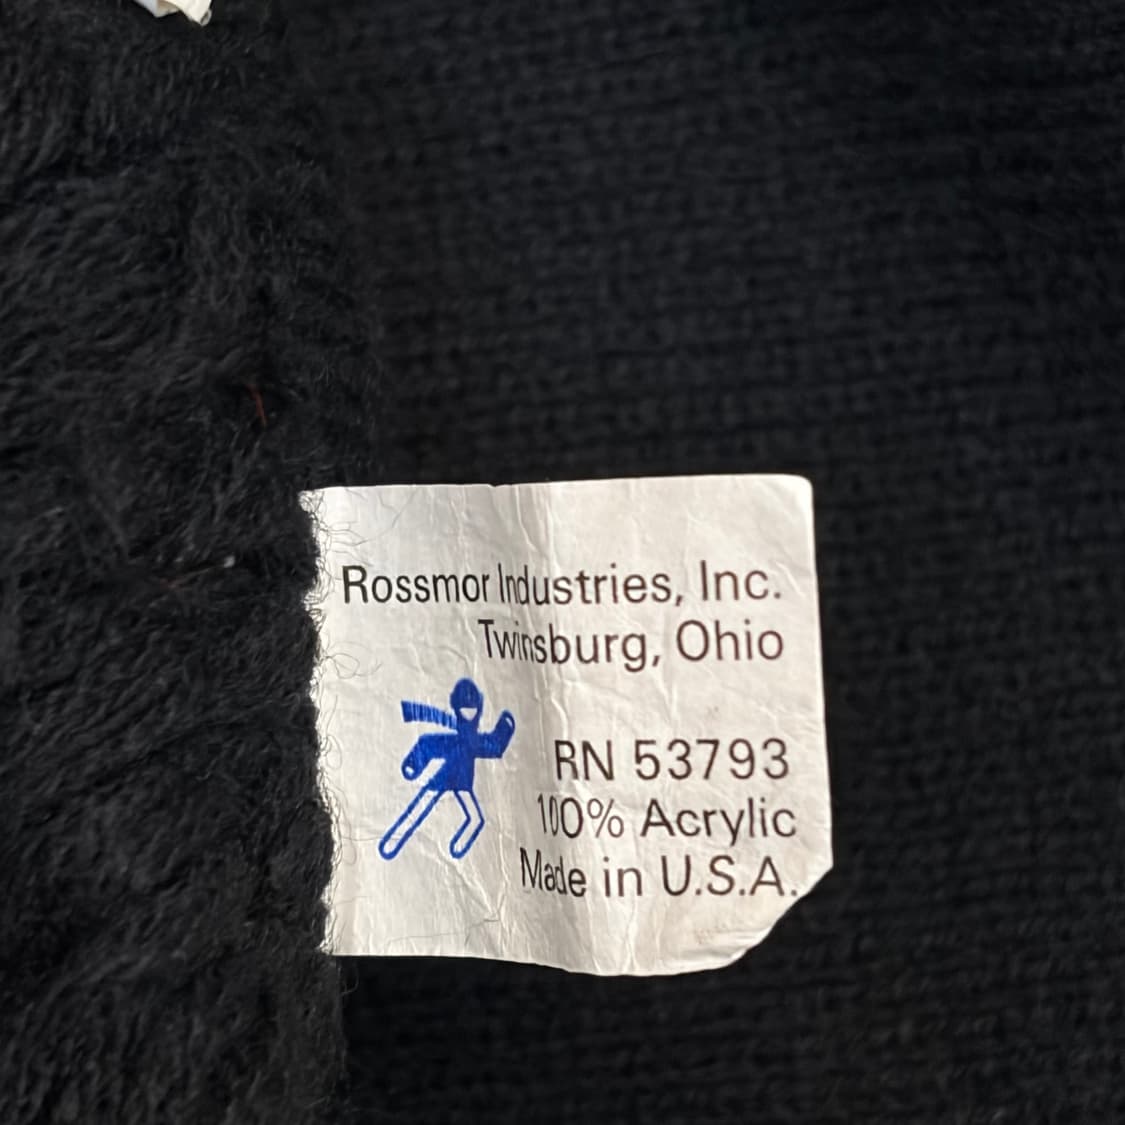 Rossmor Industries, Inc.
Twinsburg, Ohio
RN 53793
100% Acrylic
Made in U.S.A.